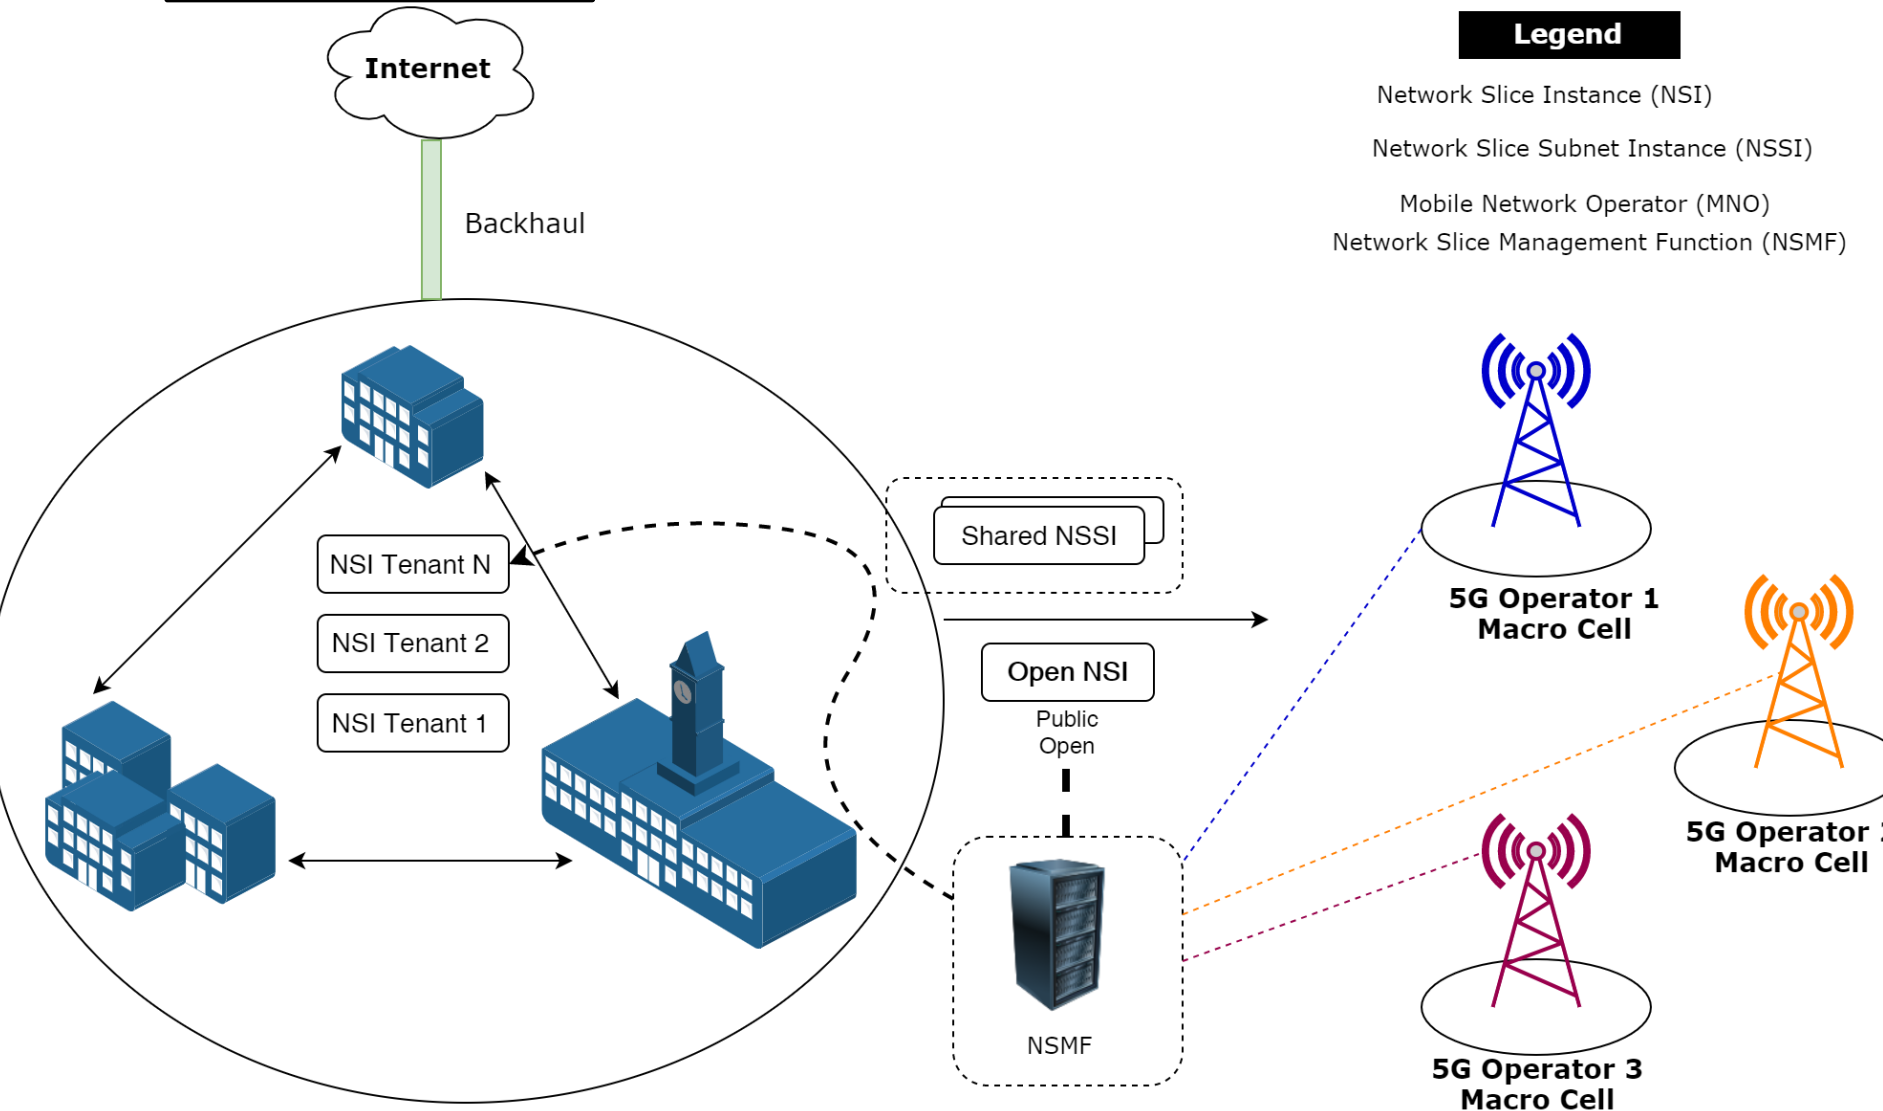 Internet
Backhaul
Legend
Network Slice Instance (NSI)
Network Slice Subnet Instance (NSSI)
Mobile Network Operator (MNO)
Network Slice Management Function (NSMF)
NSI Tenant N
NSI Tenant 2
NSI Tenant 1
Shared NSSI
Open NSI
Public
Open
NSMF
5G Operator 1
Macro Cell
5G Operator
Macro Cell
5G Operator 3
Macro Cell